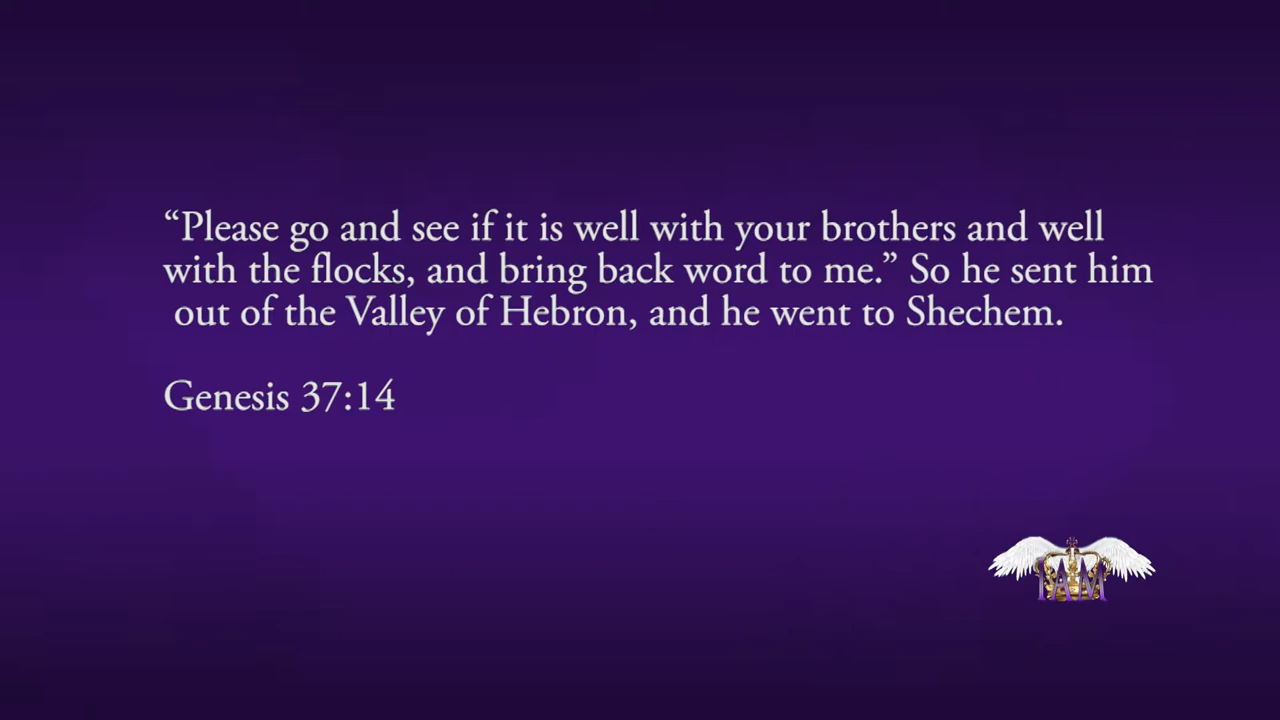 “Please go and see if it is well with your brothers and well
with the flocks, and bring back word to me.” So he sent him
out of the Valley of Hebron, and he went to Shechem.
Genesis 37:14
IAM